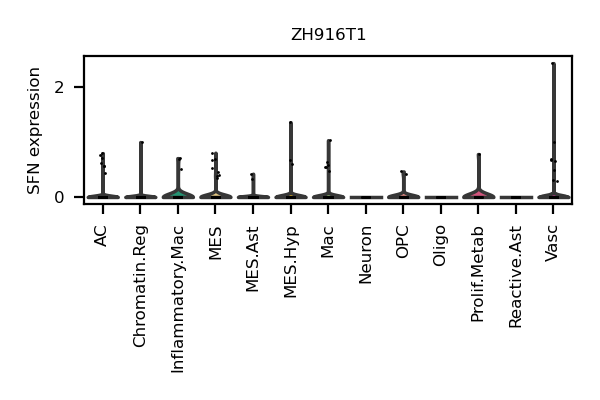 ZH916T1
SFN expression
2
0
AC
Chromatin.Reg
Inflammatory.Mac
MES
MES.Ast
MES.Hyp
Mac
Neuron
OPC
Oligo
Prolif.Metab
Reactive.Ast
Vasc